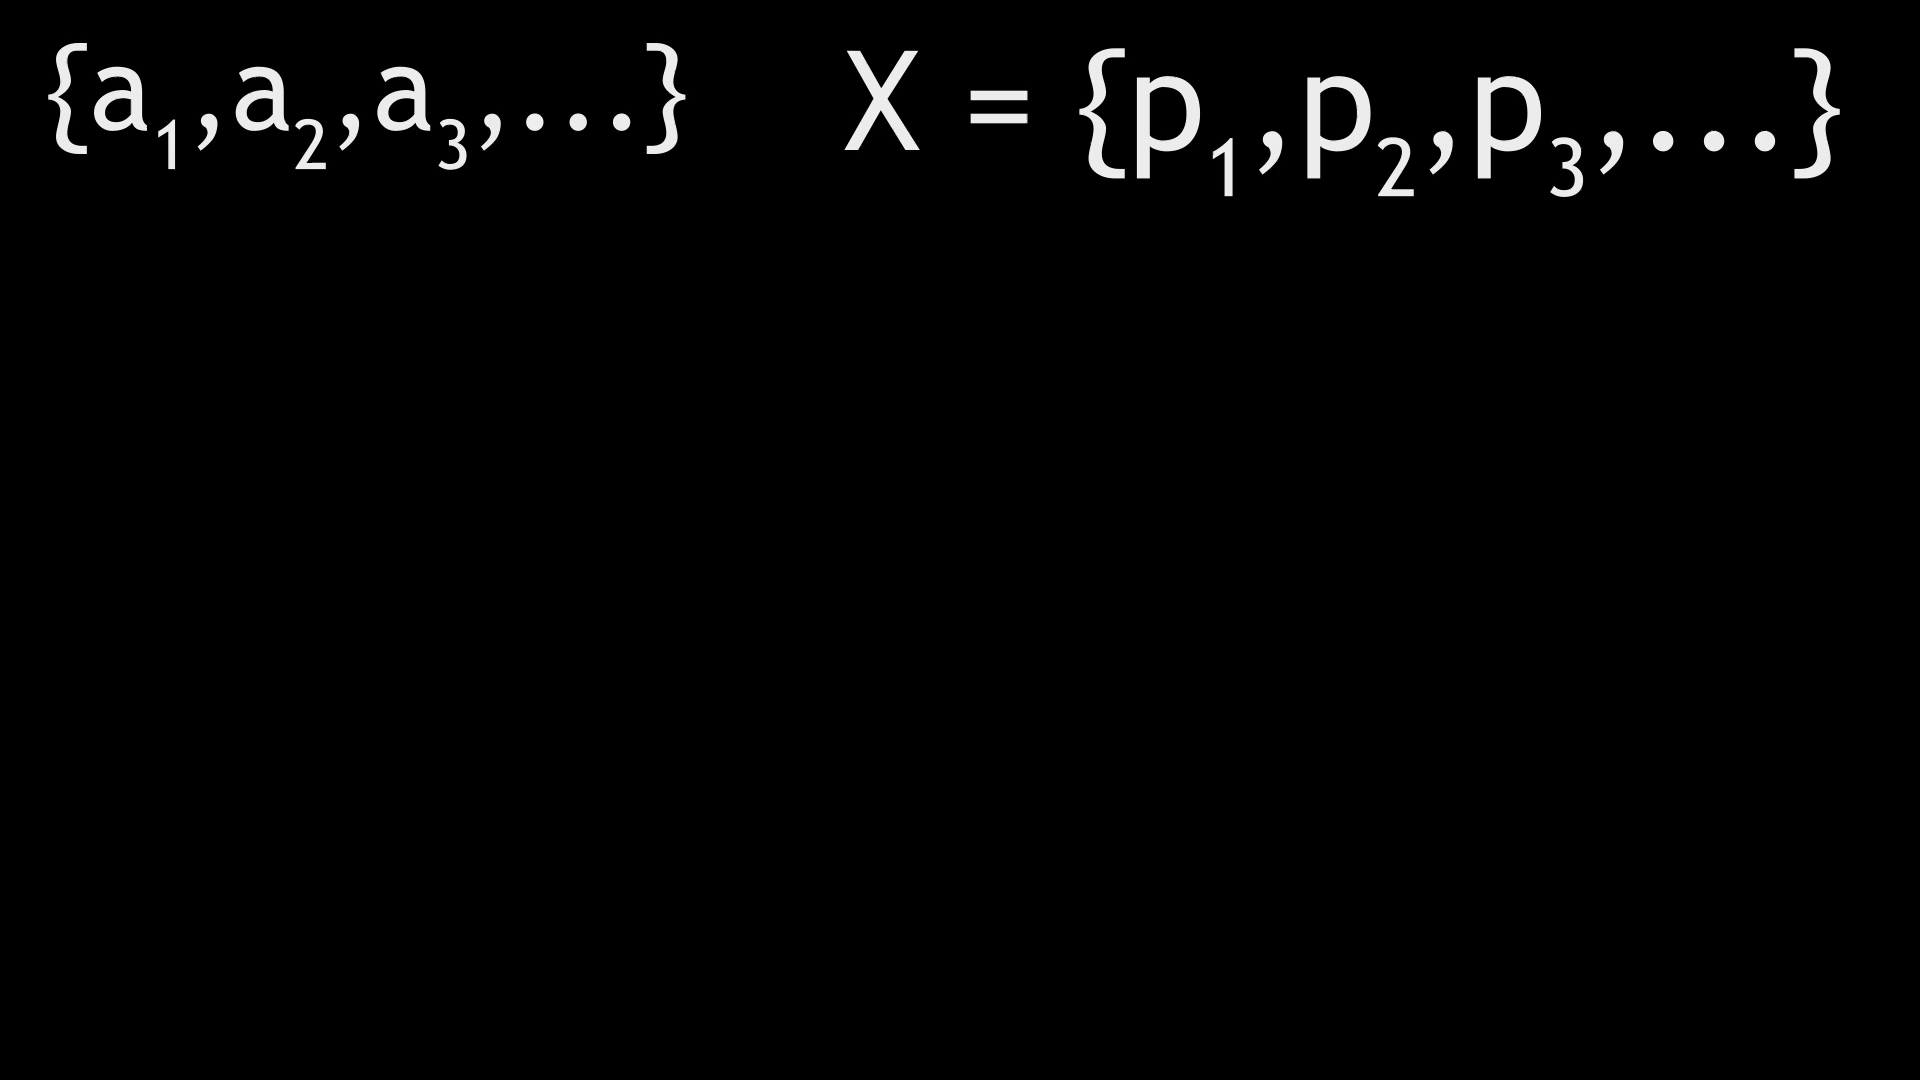 {a₁,a₂,a₃,...} X = {p₁,p₂,p₃,...}